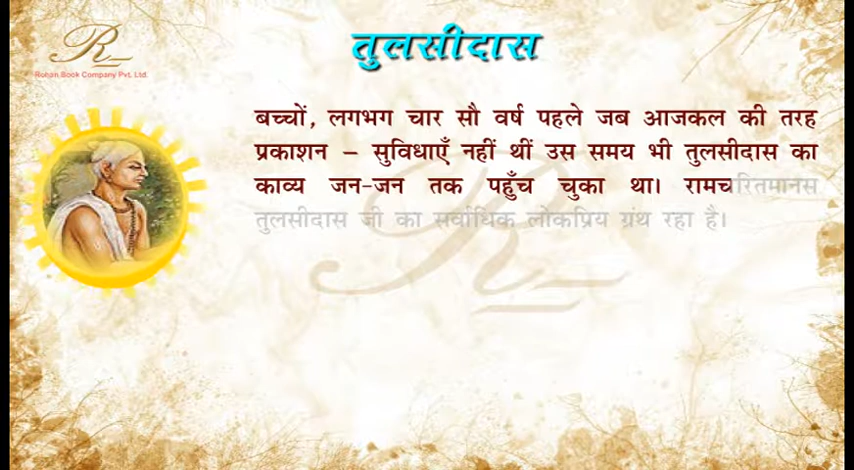 R
Rohan Book Company Pvt. Ltd.
तुलसीदास
बच्चों, लगभग चार सौ वर्ष पहले जब आजकल की तरह
प्रकाशन – सुविधाएँ नहीं थीं उस समय भी तुलसीदास का
काव्य जन-जन तक पहुँच चुका था। रामचरितमानस
तुलसीदास जी का सर्वाधिक लोकप्रिय ग्रंथ रहा है।
R